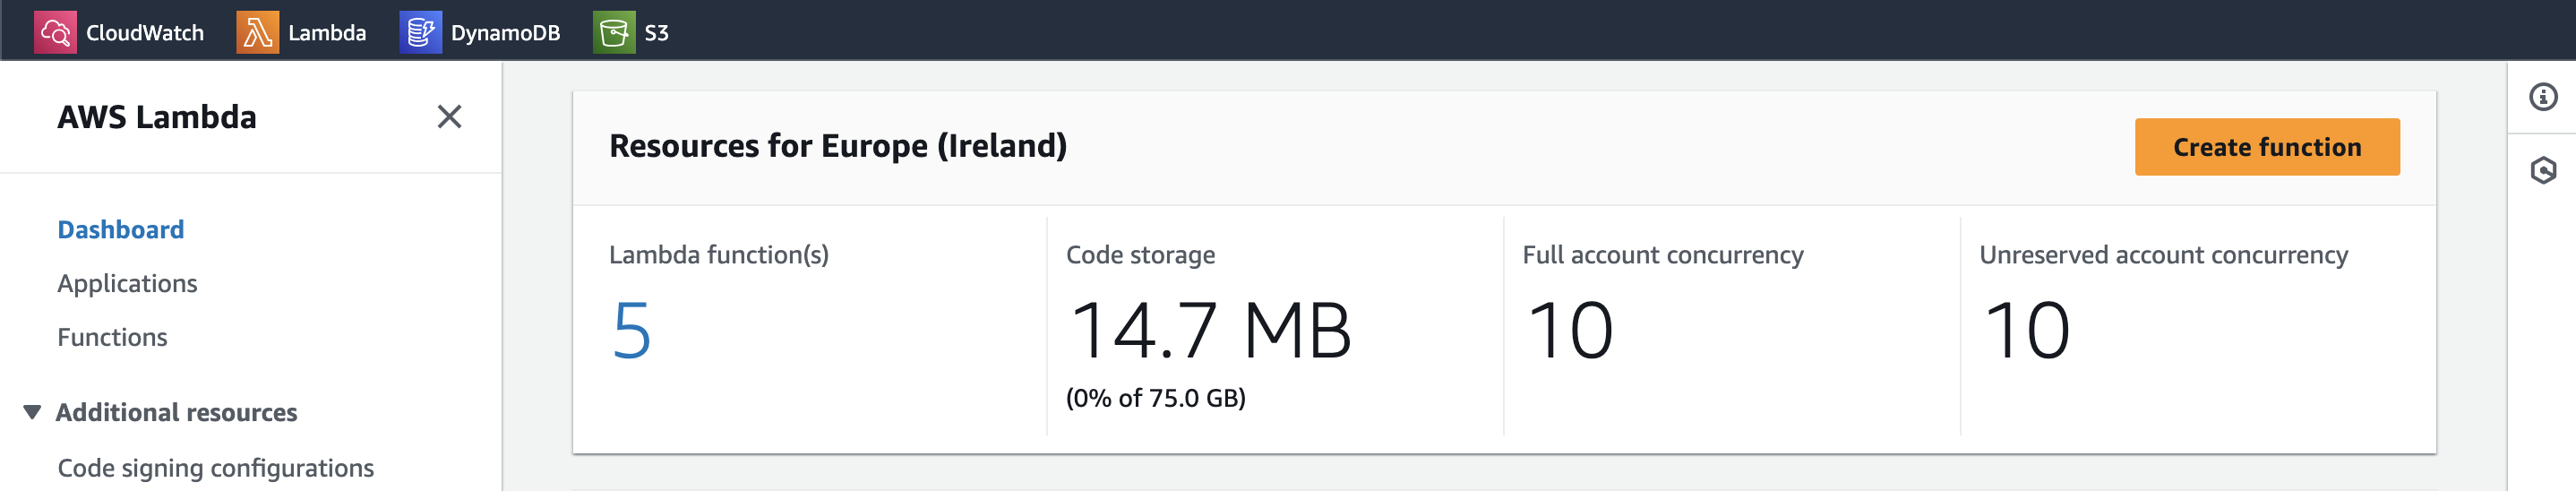 CloudWatch Lambda DynamoDB S3
AWS Lambda
Dashboard
Applications
Functions
Additional resources
Code signing configurations
Resources for Europe (Ireland)
Create function
Lambda function(s)
5
Code storage
14.7 MB
(0% of 75.0 GB)
Full account concurrency
10
Unreserved account concurrency
10